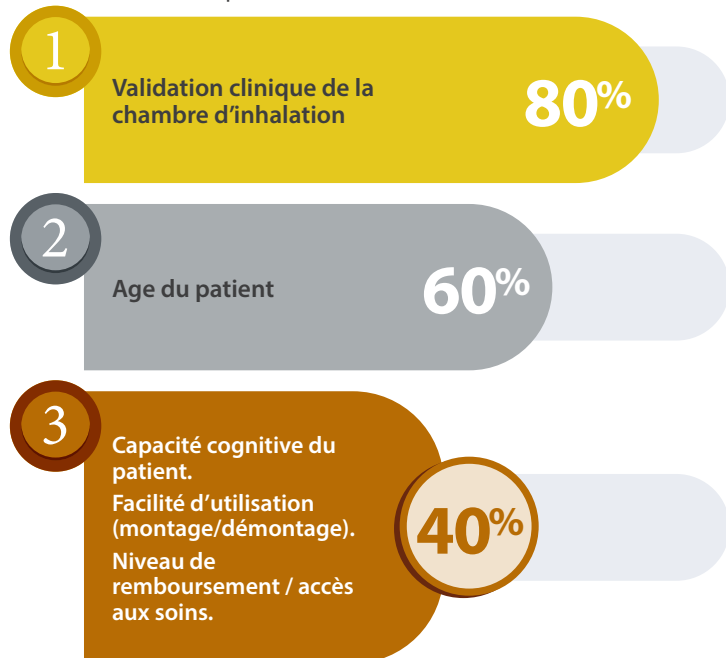 1
Validation clinique de la
chambre d'inhalation
80%
2
Age du patient
60%
3
Capacité cognitive du
patient.
Facilité d'utilisation
(montage/démontage).
Niveau de
remboursement / accès
aux soins.
40%